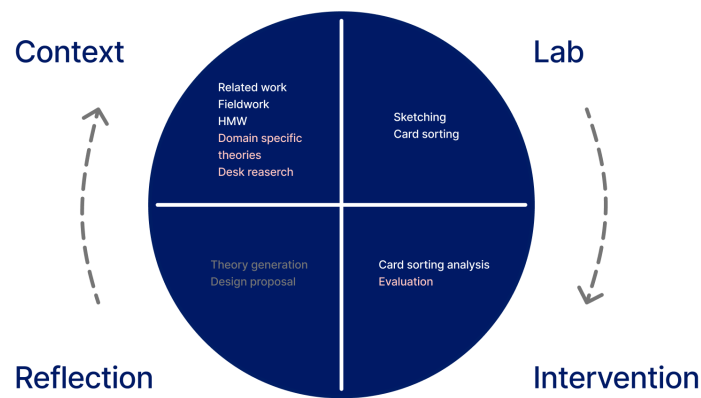 Context
Lab
Related work
Fieldwork
HMW
Domain specific
theories
Desk reaserch
Sketching
Card sorting
Theory generation
Design proposal
Card sorting analysis
Evaluation
Reflection
Intervention